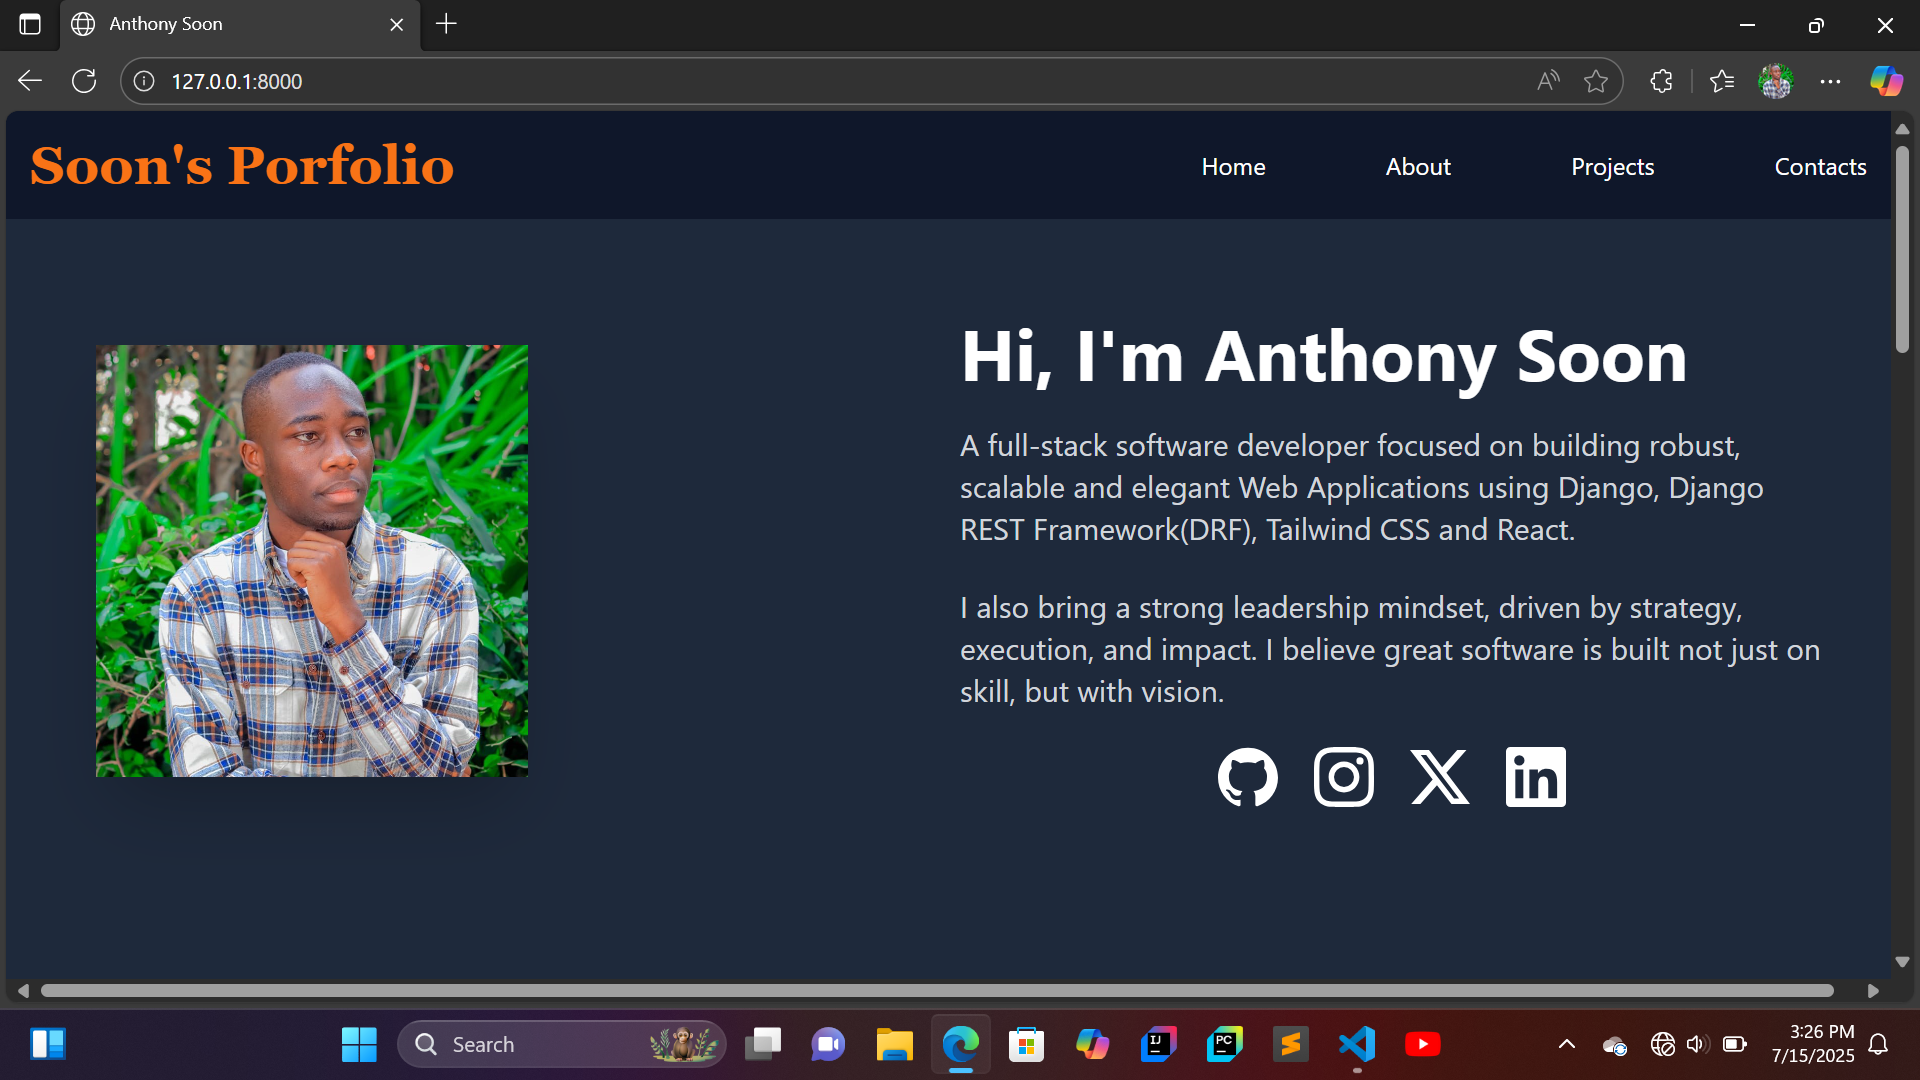 Anthony Soon
127.0.0.1:8000
Soon's Porfolio
Home
About
Projects
Contacts
Hi, I'm Anthony Soon
A full-stack software developer focused on building robust,
scalable and elegant Web Applications using Django, Django
REST Framework(DRF), Tailwind CSS and React.
I also bring a strong leadership mindset, driven by strategy,
execution, and impact. I believe great software is built not just on
skill, but with vision.
in
Search
IJ
PC
3:26 PM
7/15/2025